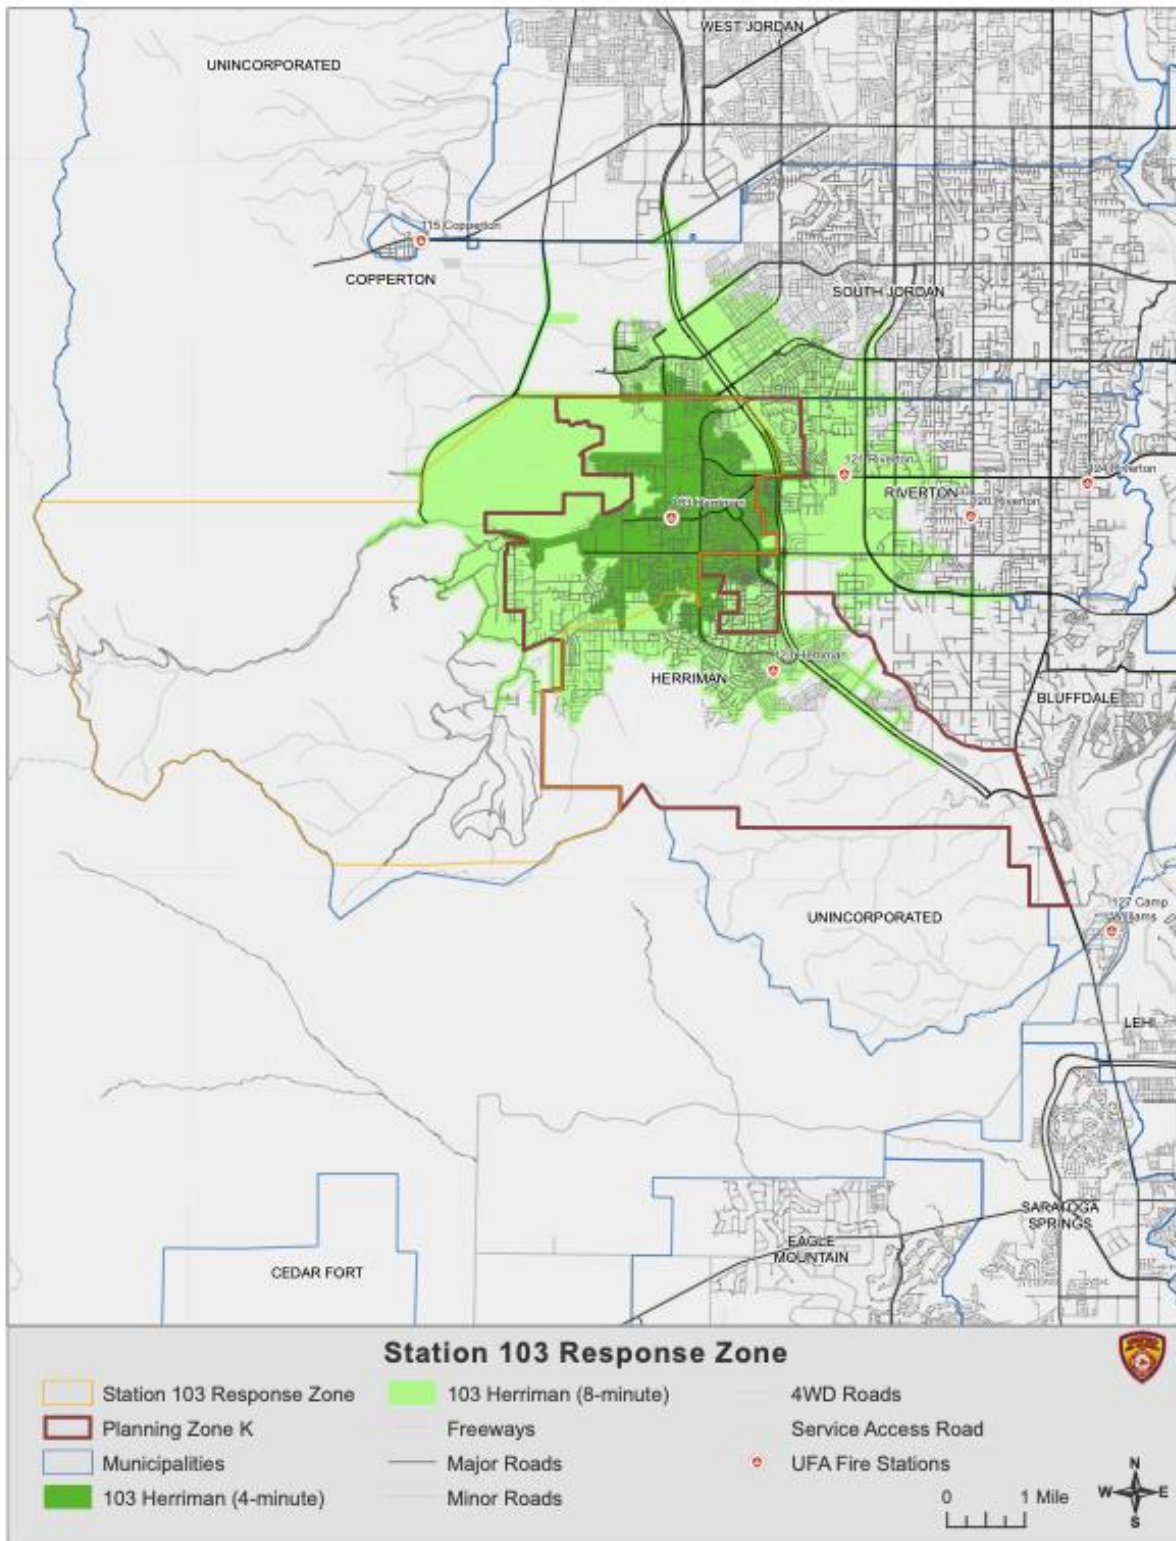 WEST JORDAN
UNINCORPORATED
115 Copperton
COPPERTON
SOUTH JORDAN
121 Riverton
124 Riverton
RIVERTON
103 Herriman
120 Riverton
123 Herriman
HERRIMAN
BLUFFDALE
127 Camp
Williams
UNINCORPORATED
LEHI
SARATOGA
SPRINGS
EAGLE
MOUNTAIN
CEDAR FORT
Station 103 Response Zone
Station 103 Response Zone
103 Herriman (8-minute)
4WD Roads
Planning Zone K
Freeways
Service Access Road
Municipalities
Major Roads
UFA Fire Stations
103 Herriman (4-minute)
Minor Roads
0 1 Mile
N
W E
S